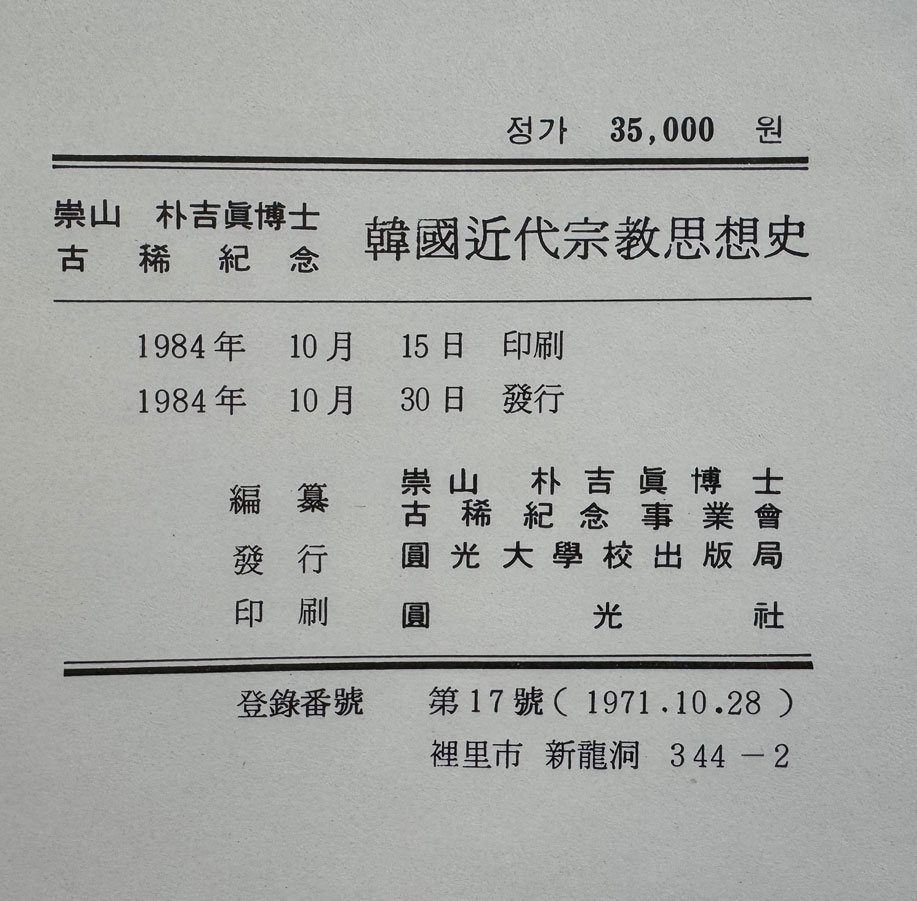 정가 35,000 원
崇山 朴吉眞博士
古稀紀念
韓國近代宗教思想史
1984年 10月 15日 印刷
1984年 10月 30日 發行
編纂 崇山 朴吉眞博士
古稀紀念事業會
發行 圓光大學校出版局
印刷 圓光社
登錄番號 第17號( 1971.10.28 )
裡里市 新龍洞 344-2